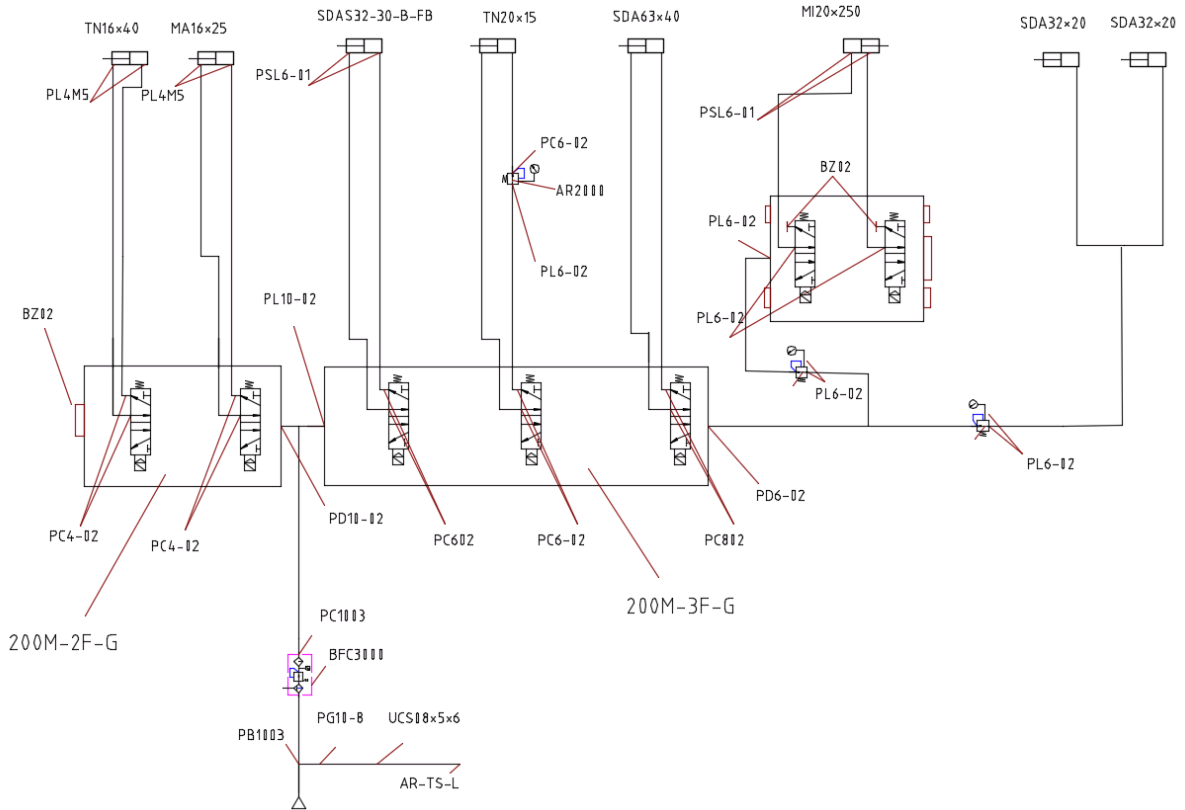 SDAS32-30-B-FB
TN16×40
MA16×25
TN20×15
SDA63×40
MI20×250
SDA32×20
SDA32×20
PL4M5
PL4M5
PSL6-01
PSL6-01
PC6-02
AR2000
BZ02
PL6-02
PL6-02
PL10-02
BZ02
PL6-02
PL6-02
PL6-02
PD6-02
PC4-02
PC4-02
PD10-02
PC602
PC6-02
PC802
200M-2F-G
200M-3F-G
PC1003
BFC3000
PB1003
PG10-8
UCS08×5×6
AR-TS-L